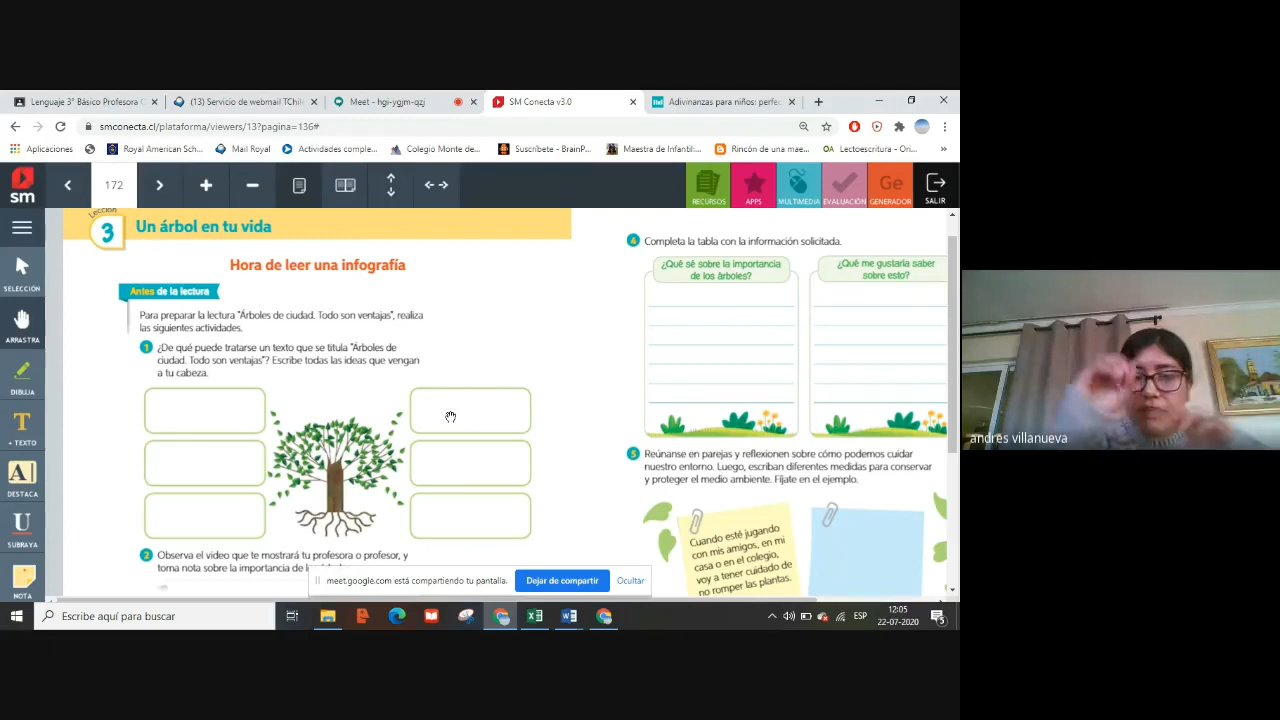 Lenguaje 3° Básico Profesora
(13) Servicio de webmail TChile
Meet - hgi-ygjm-qzj
SM Conecta v3.0
Adivinanzas para niños: perfec
smconecta.cl/plataforma/viewers/13?pagina=136#
Aplicaciones
Royal American Sch...
Mail Royal
Actividades comple...
Colegio Monte de...
Suscríbete - BrainP...
Maestra de Infantil:...
Rincón de una mae...
OA Lectoescritura - Ori...
sm
172
RECURSOS
APPS
MULTIMEDIA
EVALUACIÓN
Ge
GENERADOR
SALIR
SELECCIÓN
ARRASTRA
DIBUJA
T
+ TEXTO
A
DESTACA
U
SUBRAYA
NOTA
Lección
3
Un árbol en tu vida
Hora de leer una infografía
Antes de la lectura
Para preparar la lectura "Árboles de ciudad. Todo son ventajas", realiza
las siguientes actividades.
1 ¿De qué puede tratarse un texto que se titula "Árboles de
ciudad. Todo son ventajas"? Escribe todas las ideas que vengan
a tu cabeza.
2 Observa el video que te mostrará tu profesora o profesor, y
toma nota sobre la importancia de
4 Completa la tabla con la información solicitada.
¿Qué sé sobre la importancia
de los árboles?
¿Qué me gustaría saber
sobre esto?
5 Reúnanse en parejas y reflexionen sobre cómo podemos cuidar
nuestro entorno. Luego, escriban diferentes medidas para conservar
y proteger el medio ambiente. Fíjate en el ejemplo.
Cuando esté jugando
con mis amigos, en mi
casa o en el colegio,
voy a tener cuidado de
no romper las plantas.
meet.google.com está compartiendo tu pantalla.
Dejar de compartir
Ocultar
Escribe aquí para buscar
ESP
12:05
22-07-2020
5
andres villanueva